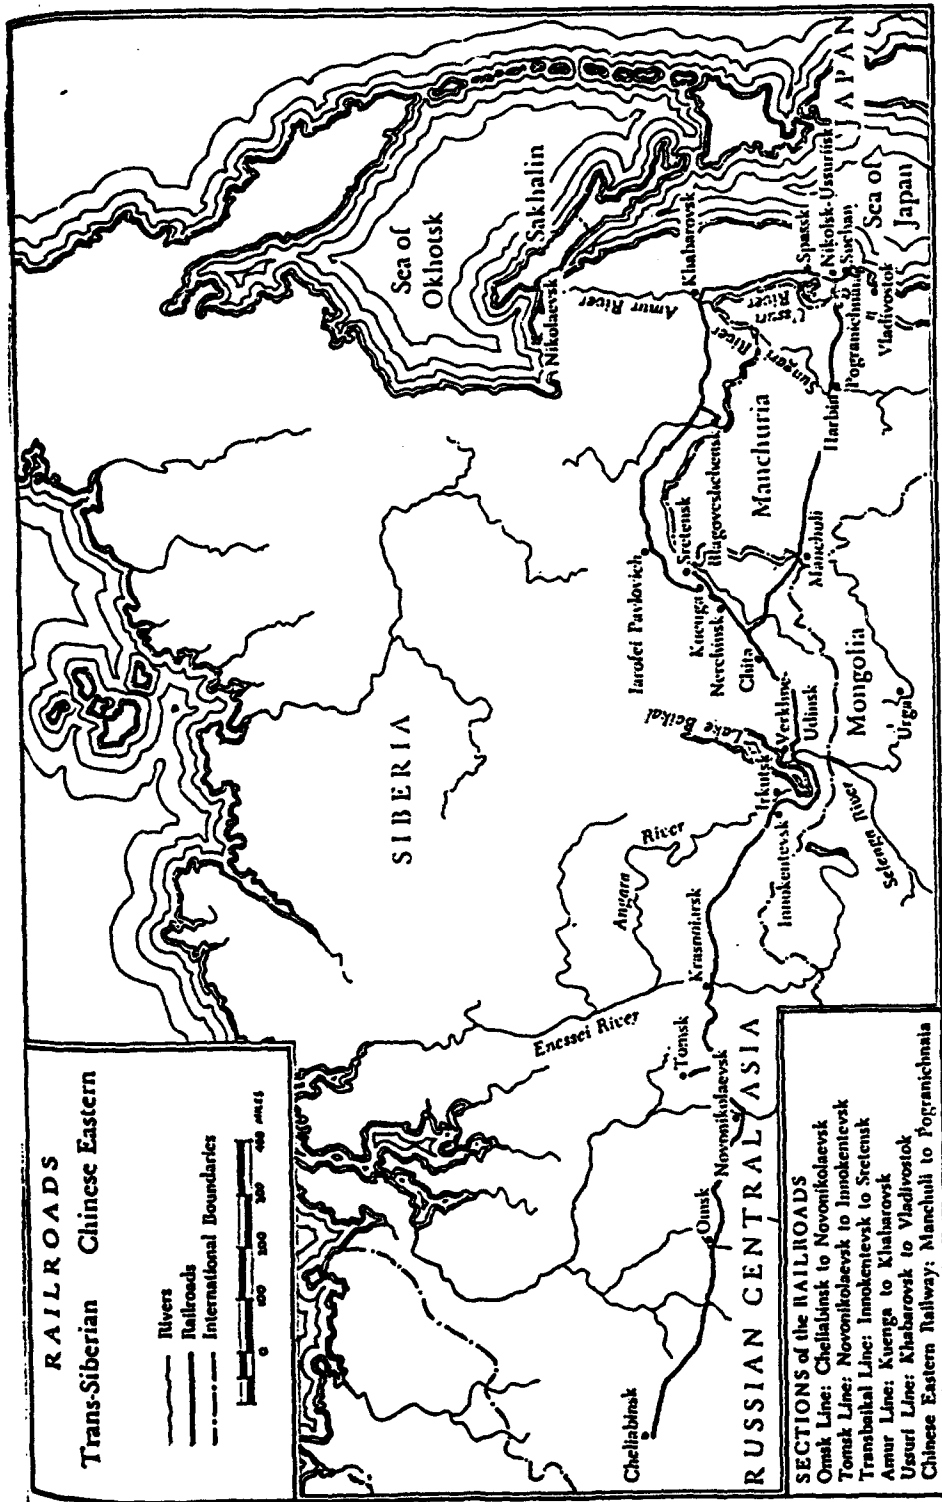 RAILROADS
Trans-Siberian Chinese Eastern
Rivers
Railroads
International Boundaries
0 100 200 300 400 MILES
SIBERIA
Sea of
Okhotsk
Sakhalin
Nikolaevsk
Amur River
Khabarovsk
Ussuri
River
Sungari River
Spassk
Nikolsk-Ussuriisk
Suchan
Pogranichnaia
Vladivostok
JAPAN
Sea of
Japan
Harbin
Manchuria
Blagoveshchensk
Sretensk
Iarofei Pavlovich
Kuenga
Nerchinsk
Chita
Manchuli
Mongolia
Urga
Lake Beikal
Verkhne-
Udinsk
Irkutsk
Innokentevsk
Selenga River
Angara River
Krasnoiarsk
Enessei River
Tomsk
Novonikolaevsk
Omsk
Cheliabinsk
RUSSIAN CENTRAL ASIA
SECTIONS of the RAILROADS
Omsk Line: Cheliabinsk to Novonikolaevsk
Tomsk Line: Novonikolaevsk to Innokentevsk
Transbaikal Line: Innokentevsk to Sretensk
Amur Line: Kuenga to Khabarovsk
Ussuri Line: Khabarovsk to Vladivostok
Chinese Eastern Railway: Manchuli to Pogranichnaia